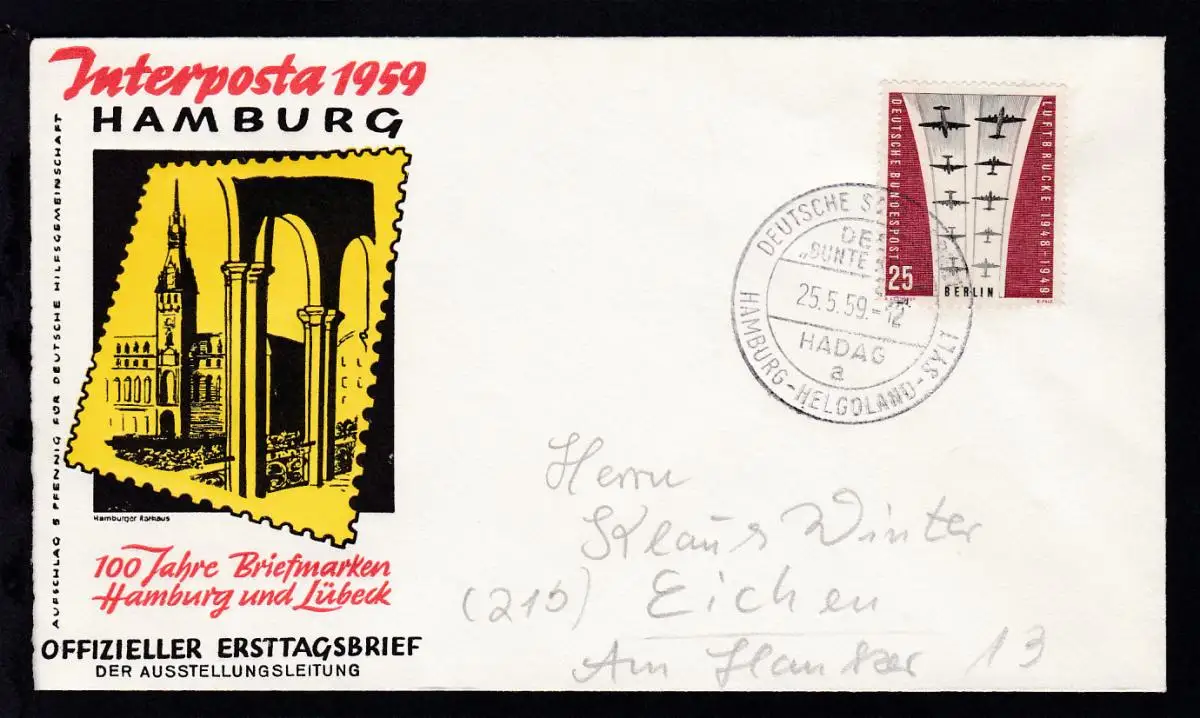 Interposta 1959
HAMBURG
AUFSCHLAG 5 PFENNIG FÜR DEUTSCHE HILFSGEMEINSCHAFT
Hamburger Rathaus
100 Jahre Briefmarken
Hamburg und Lübeck
OFFIZIELLER ERSTTAGSBRIEF
DER AUSSTELLUNGSLEITUNG
DEUTSCHE BUNDESPOST
LUFTBRÜCKE 1948-1949
25
BERLIN
DEUTSCHE
"BUNTE
25.5.59.-12
HADAG
a
HAMBURG-HELGOLAND-SYLT
Herrn
Klaus Winter
(21b) Eichen
Am 13